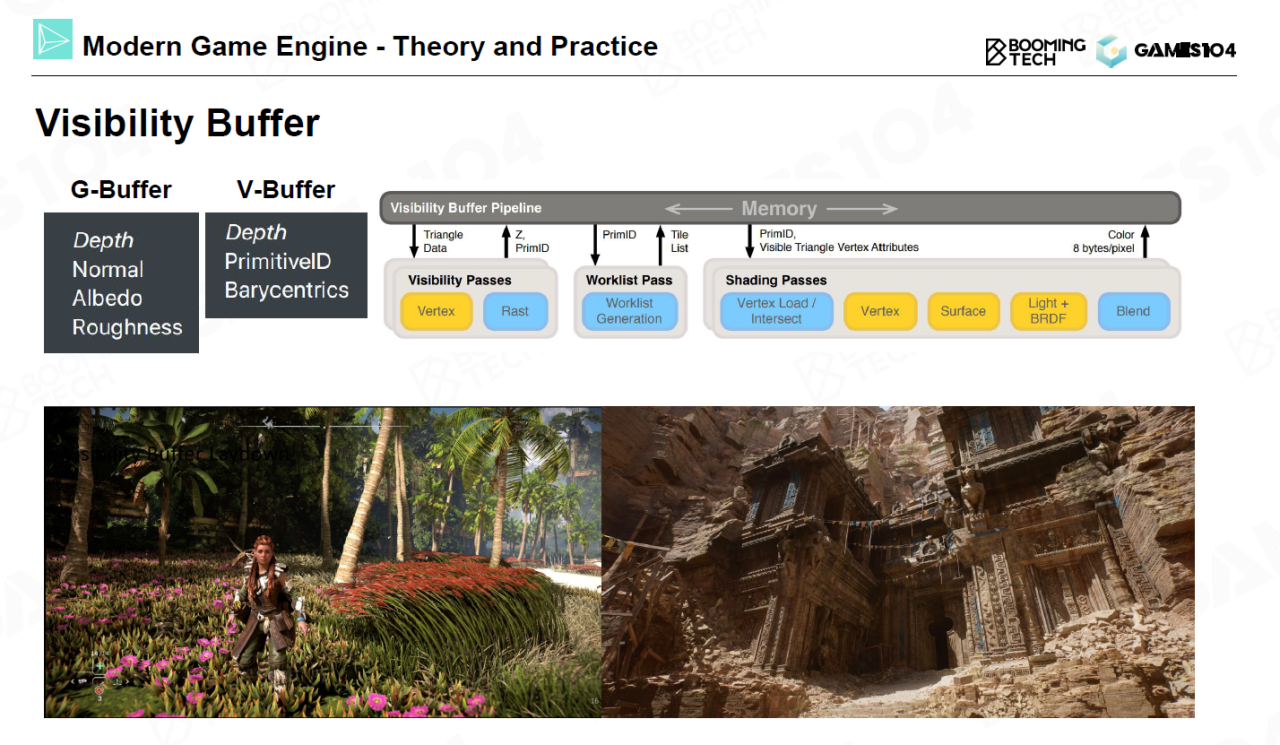 Modern Game Engine - Theory and Practice
BOOMING
TECH
GAMES104
Visibility Buffer
G-Buffer
Depth
Normal
Albedo
Roughness
V-Buffer
Depth
PrimitiveID
Barycentrics
Visibility Buffer Pipeline
Memory
Triangle
Data
Z,
PrimID
PrimID
Tile
List
PrimID,
Visible Triangle Vertex Attributes
Color
8 bytes/pixel
Visibility Passes
Vertex
Rast
Worklist Pass
Worklist
Generation
Shading Passes
Vertex Load /
Intersect
Vertex
Surface
Light +
BRDF
Blend
Visibility Buffer Laydown
16